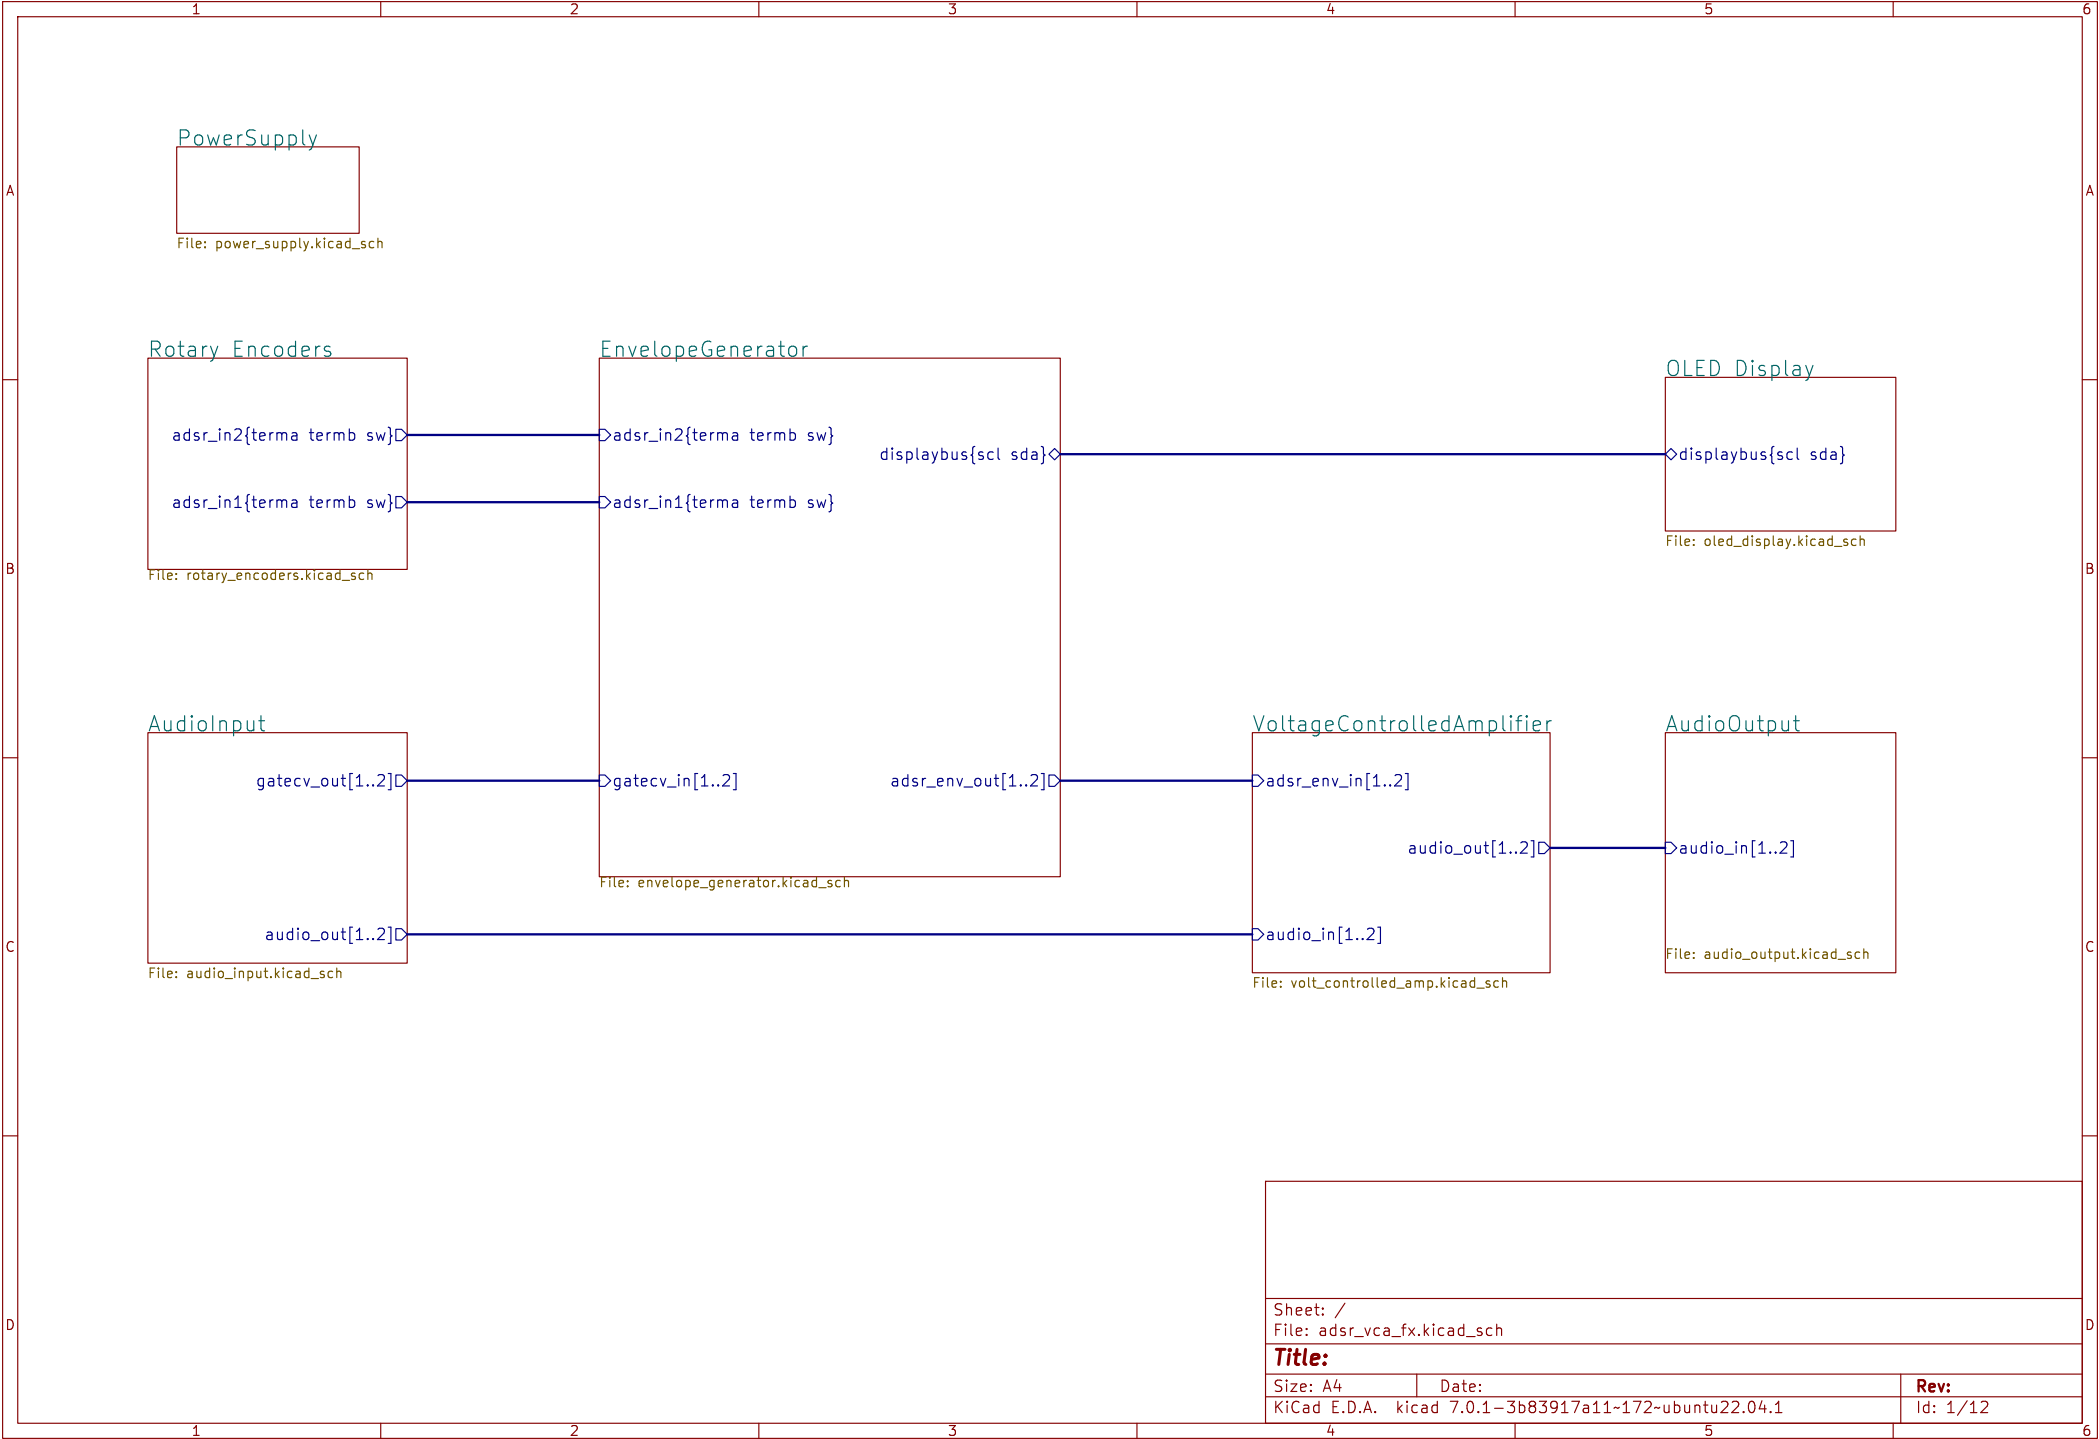 1 2 3 4 5 6
PowerSupply
A A
File: power_supply.kicad_sch
Rotary Encoders
EnvelopeGenerator
OLED Display
adsr_in2{terma termb sw}
adsr_in2{terma termb sw}
displaybus{scl sda}
displaybus{scl sda}
adsr_in1{terma termb sw}
adsr_in1{terma termb sw}
File: oled_display.kicad_sch
B B
File: rotary_encoders.kicad_sch
AudioInput
VoltageControlledAmplifier
AudioOutput
gatecv_out[1..2]
gatecv_in[1..2]
adsr_env_out[1..2]
adsr_env_in[1..2]
audio_out[1..2]
audio_in[1..2]
File: envelope_generator.kicad_sch
audio_out[1..2]
audio_in[1..2]
C C
File: audio_output.kicad_sch
File: audio_input.kicad_sch
File: volt_controlled_amp.kicad_sch
Sheet: /
D D
File: adsr_vca_fx.kicad_sch
Title:
Size: A4 Date: Rev:
KiCad E.D.A. kicad 7.0.1-3b83917a11~172~ubuntu22.04.1 Id: 1/12
1 2 3 4 5 6